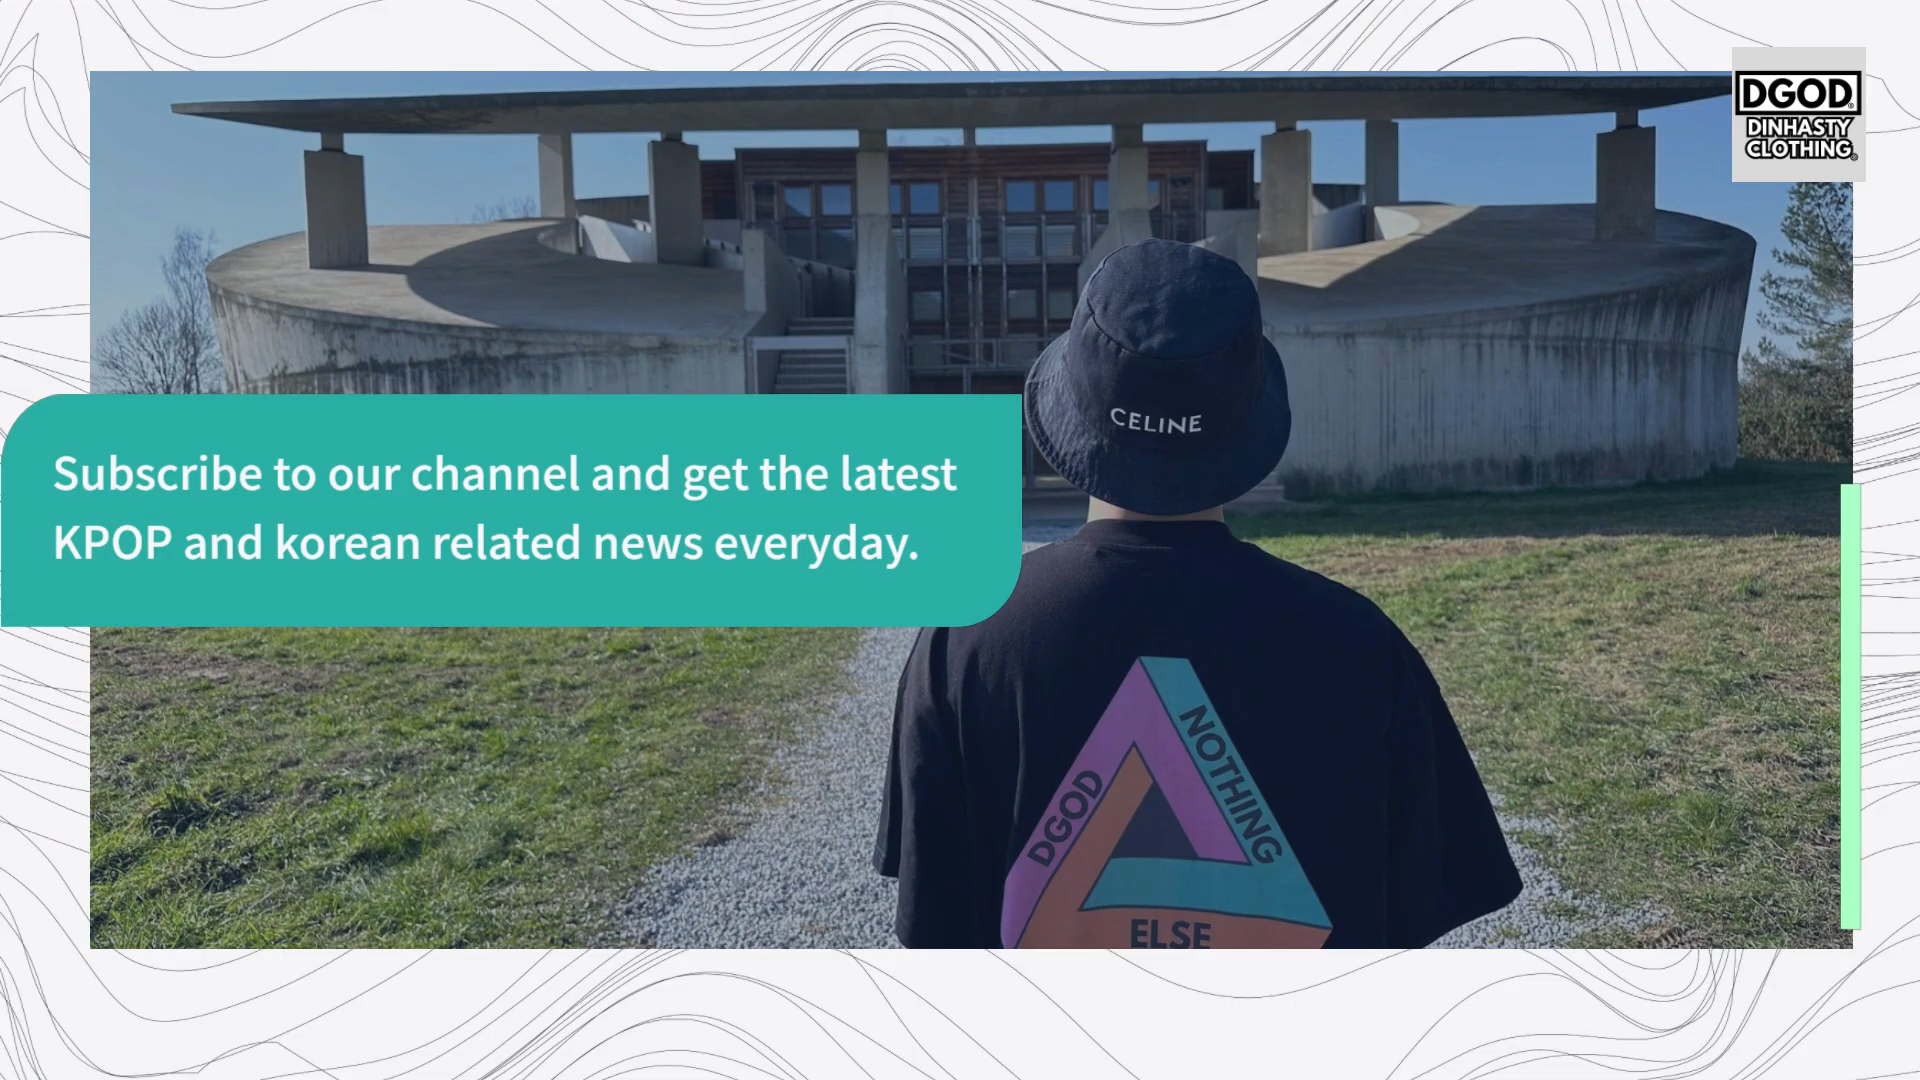 DGOD
DINHASTY
CLOTHING
CELINE
Subscribe to our channel and get the latest
KPOP and korean related news everyday.
DGOD
NOTHING
ELSE